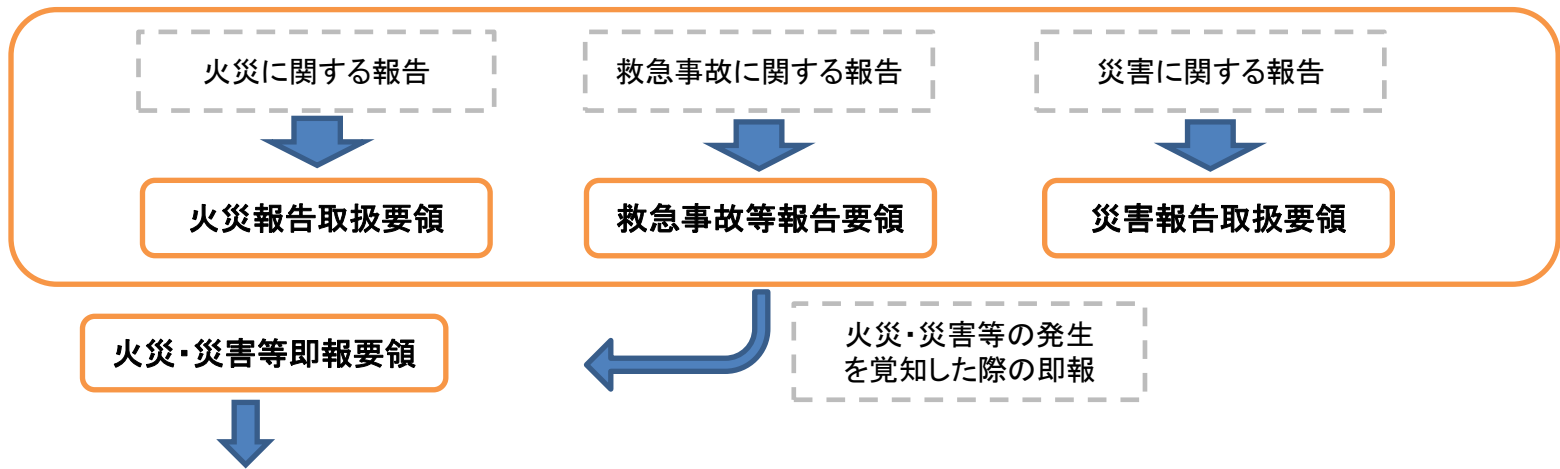 火災に関する報告
救急事故に関する報告
災害に関する報告
火災報告取扱要領
救急事故等報告要領
災害報告取扱要領
火災・災害等即報要領
火災・災害等の発生
を覚知した際の即報